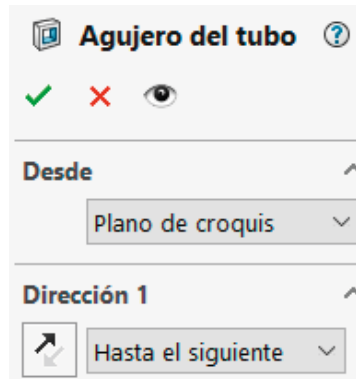 Agujero del tubo
Desde
Plano de croquis
Dirección 1
Hasta el siguiente